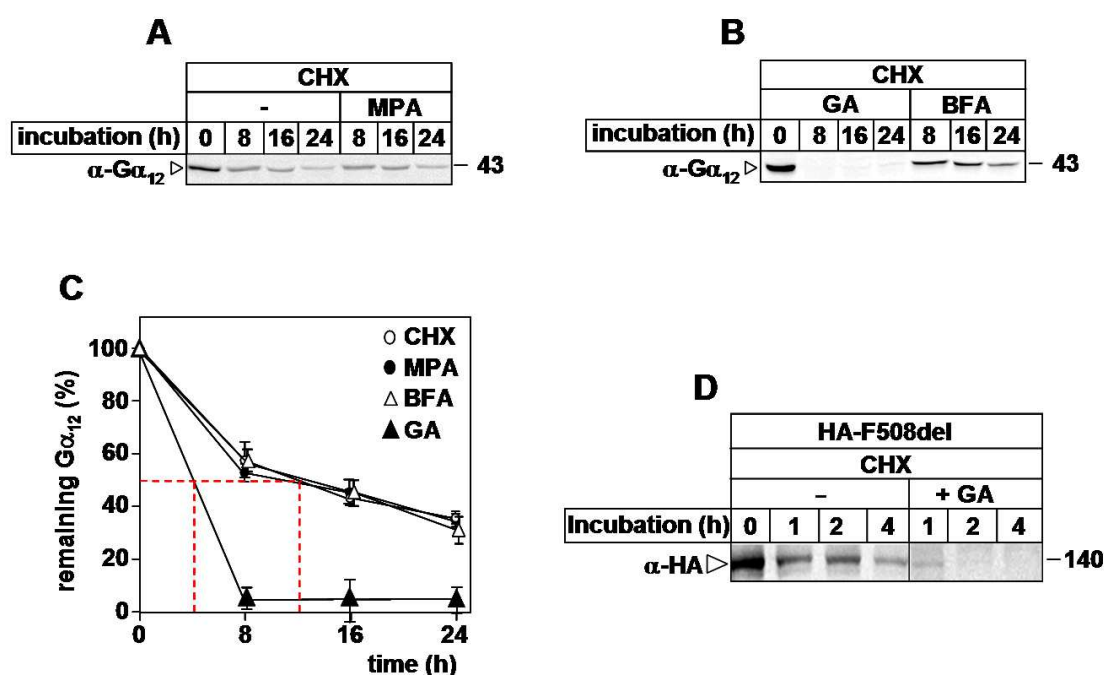 A
CHX
- MPA
incubation (h) 0 8 16 24 8 16 24
α-Gα12 43
B
CHX
GA BFA
incubation (h) 0 8 16 24 8 16 24
α-Gα12 43
C
CHX
MPA
BFA
GA
remaining Gα12 (%)
100
80
60
40
20
0
0 8 16 24
time (h)
D
HA-F508del
CHX
– + GA
Incubation (h) 0 1 2 4 1 2 4
α-HA 140